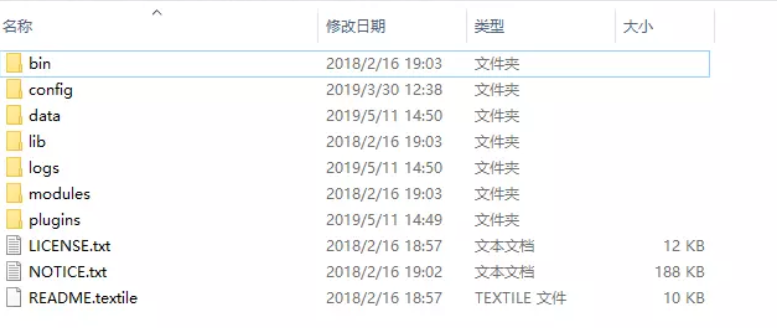 名称 修改日期 类型 大小
bin 2018/2/16 19:03 文件夹
config 2019/3/30 12:38 文件夹
data 2019/5/11 14:50 文件夹
lib 2018/2/16 19:03 文件夹
logs 2019/5/11 14:50 文件夹
modules 2018/2/16 19:03 文件夹
plugins 2019/5/11 14:49 文件夹
LICENSE.txt 2018/2/16 18:57 文本文档 12 KB
NOTICE.txt 2018/2/16 19:02 文本文档 188 KB
README.textile 2018/2/16 18:57 TEXTILE 文件 10 KB